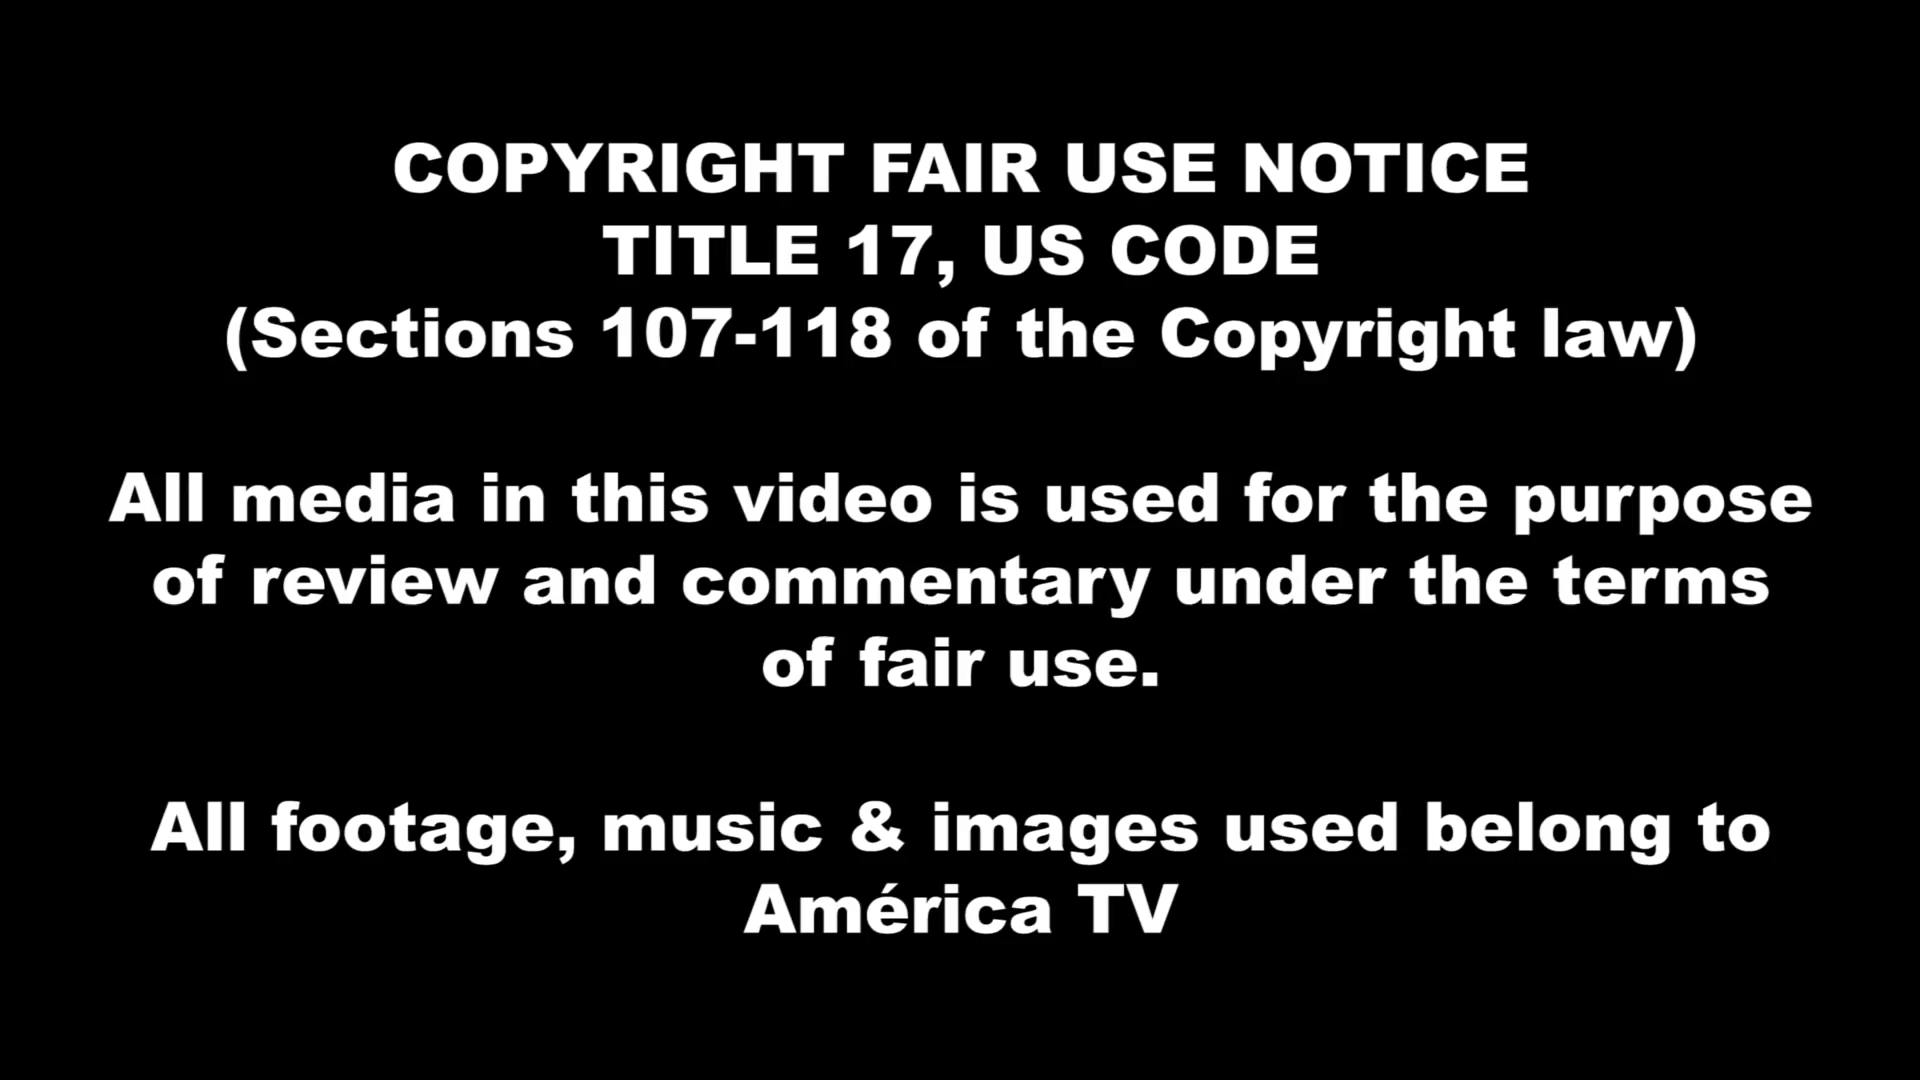 COPYRIGHT FAIR USE NOTICE
TITLE 17, US CODE
(Sections 107-118 of the Copyright law)
All media in this video is used for the purpose
of review and commentary under the terms
of fair use.
All footage, music & images used belong to
América TV